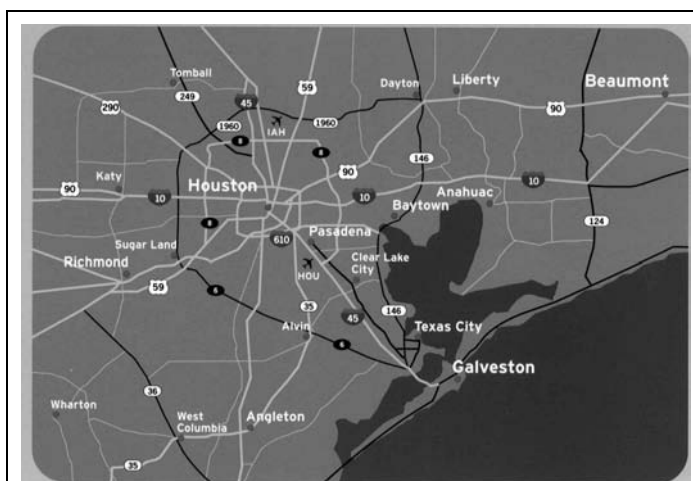 Tomball
249
290
45
59
Dayton
Liberty
Beaumont
90
1960
IAH
1960
8
8
146
90
Katy
90
10
Houston
10
10
Anahuac
Baytown
124
8
610
Pasadena
Sugar Land
Richmond
59
HOU
Clear Lake
City
6
35
146
45
Texas City
Alvin
6
Galveston
36
Wharton
West
Columbia
Angleton
35